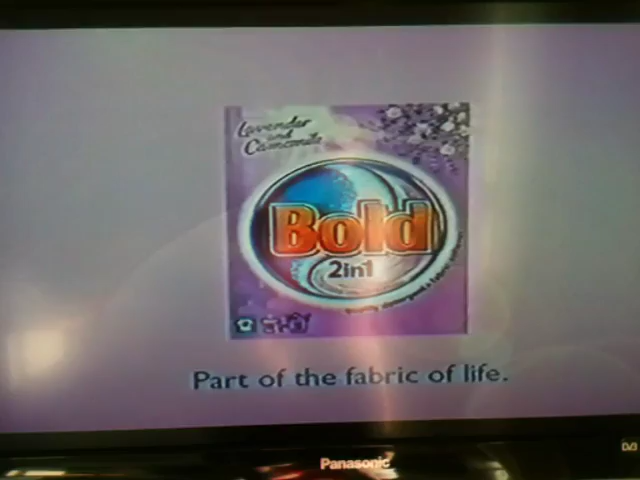 Lavender
and
Camomile
Bold
2in1
Part of the fabric of life.
Panasonic